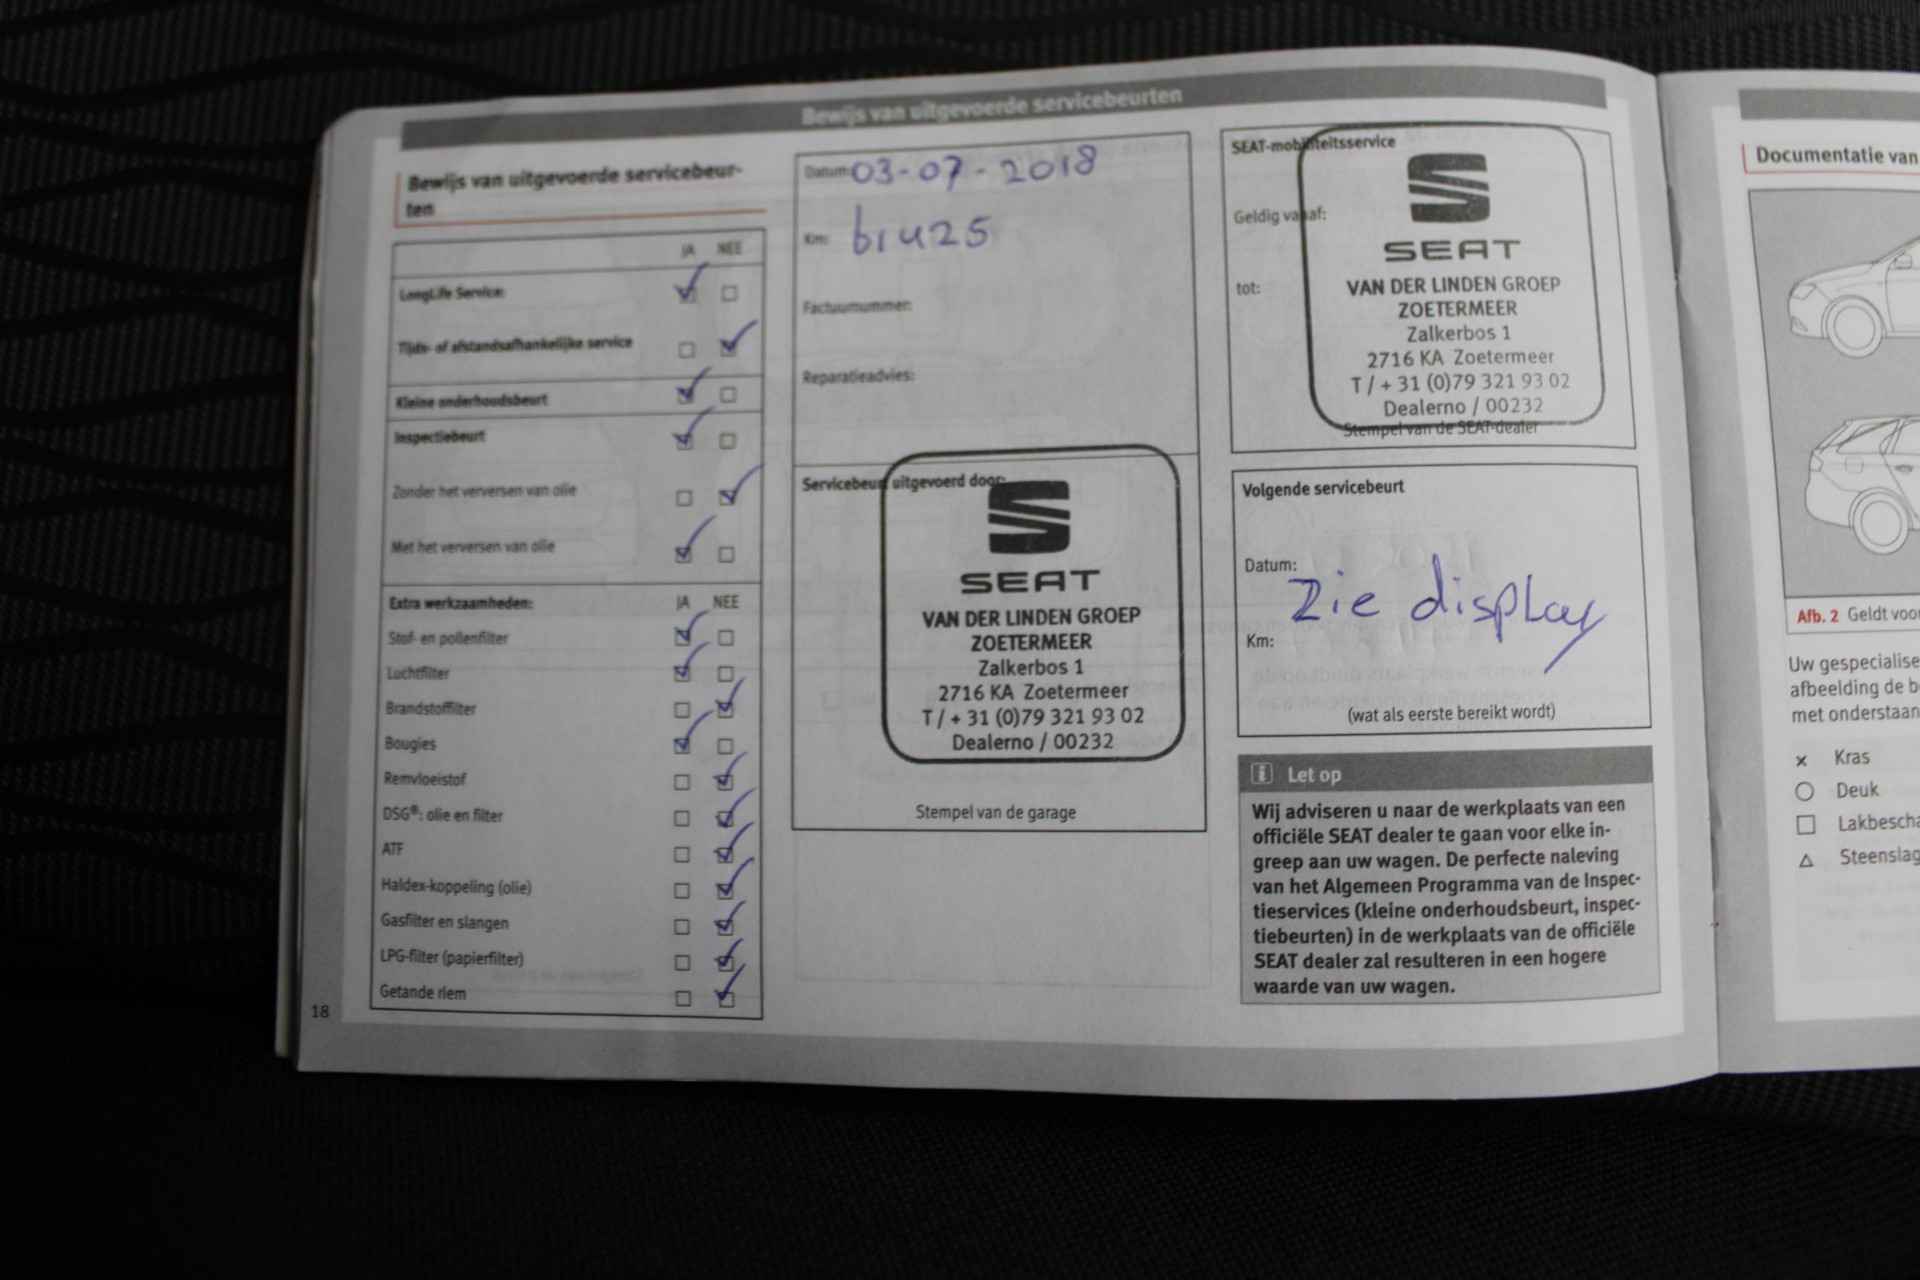 Bewijs van uitgevoerde servicebeurten
Bewijs van uitgevoerde servicebeur-
ten
JA NEE
LongLife Service:
Tijds- of afstandsafhankelijke service
Kleine onderhoudsbeurt
Inspectiebeurt
Zonder het verversen van olie
Met het verversen van olie
Extra werkzaamheden: JA NEE
Stof- en pollenfilter
Luchtfilter
Brandstoffilter
Bougies
Remvloeistof
DSG®: olie en filter
ATF
Haldex-koppeling (olie)
Gasfilter en slangen
LPG-filter (papierfilter)
Getande riem
18
Datum: 03-07-2018
Km: 61425
Factuurnummer:
Reparatieadvies:
Servicebeurt uitgevoerd door:
SEAT
VAN DER LINDEN GROEP
ZOETERMEER
Zalkerbos 1
2716 KA Zoetermeer
T / + 31 (0)79 321 93 02
Dealerno / 00232
Stempel van de garage
SEAT-mobiliteitsservice
Geldig vanaf:
tot:
SEAT
VAN DER LINDEN GROEP
ZOETERMEER
Zalkerbos 1
2716 KA Zoetermeer
T / + 31 (0)79 321 93 02
Dealerno / 00232
Stempel van de SEAT-dealer
Volgende servicebeurt
Datum:
Zie display
Km:
(wat als eerste bereikt wordt)
i Let op
Wij adviseren u naar de werkplaats van een
officiële SEAT dealer te gaan voor elke in-
greep aan uw wagen. De perfecte naleving
van het Algemeen Programma van de Inspec-
tieservices (kleine onderhoudsbeurt, inspec-
tiebeurten) in de werkplaats van de officiële
SEAT dealer zal resulteren in een hogere
waarde van uw wagen.
Documentatie van
Afb. 2 Geldt voor
Uw gespecialise
afbeelding de b
met onderstaan
Kras
Deuk
Lakbescha
Steenslag